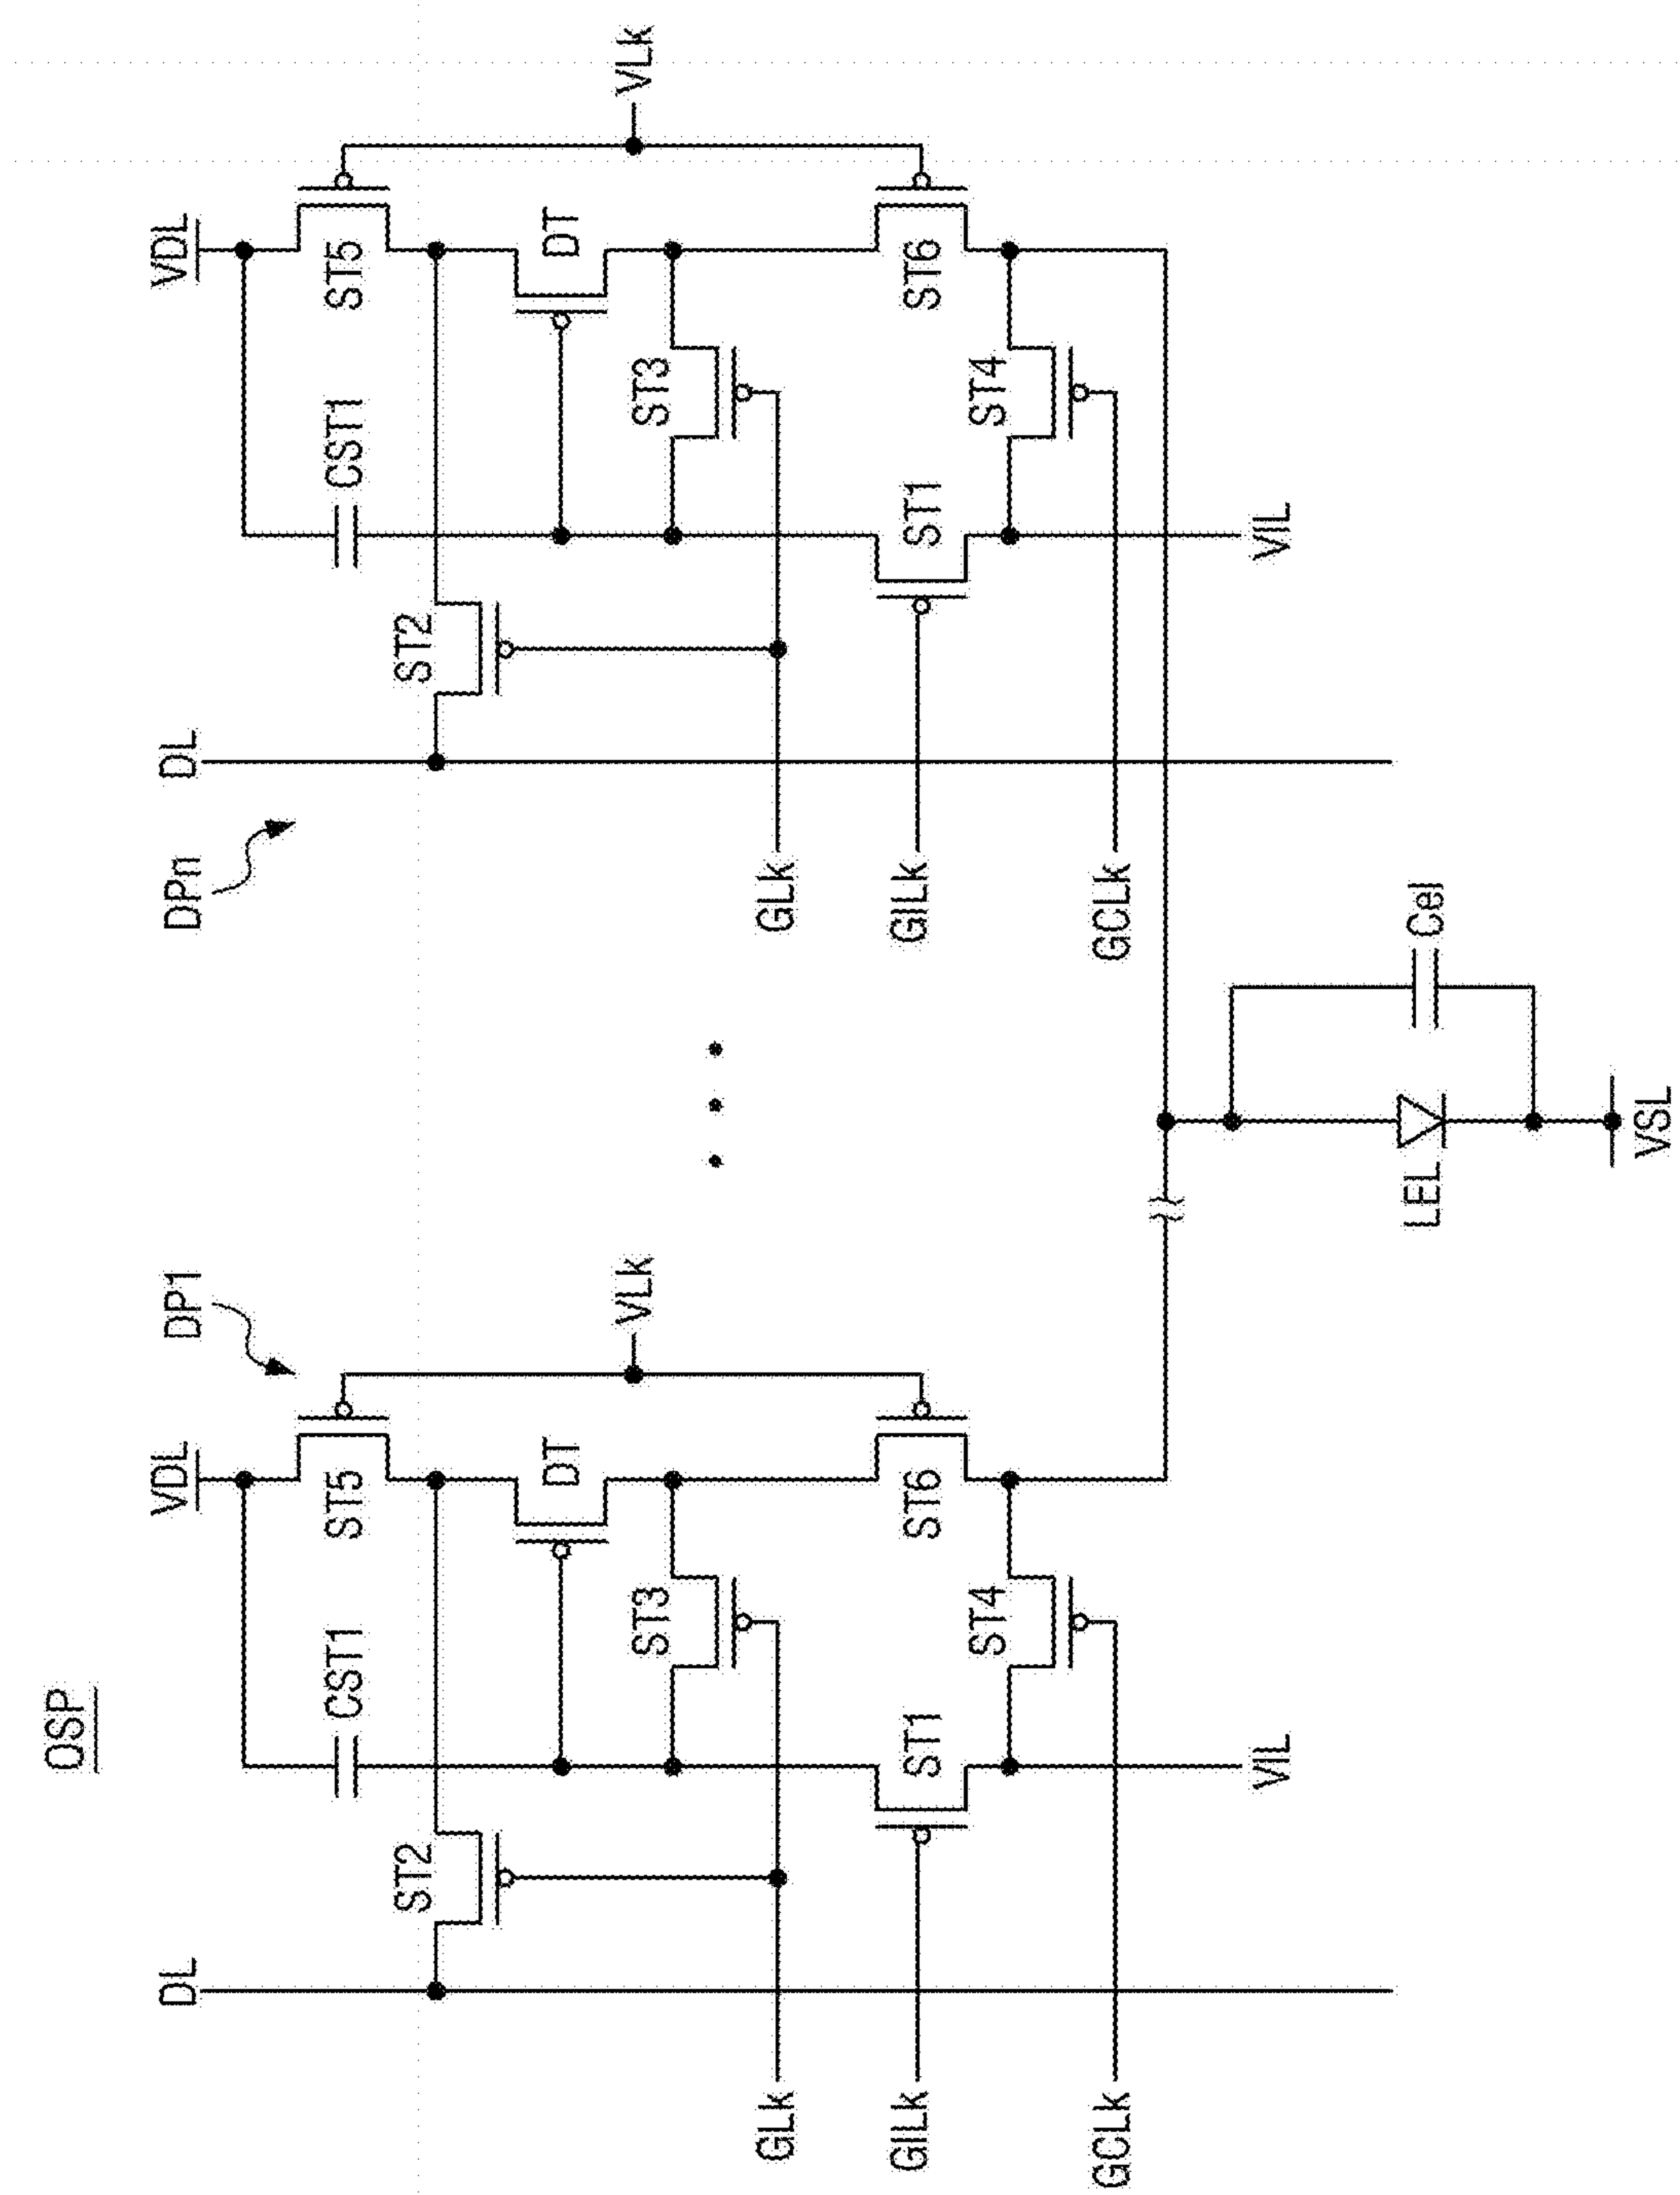 OSP
DP1
DPn
DL
VDL
DL
VDL
CST1
ST5
CST1
ST5
ST2
DT
ST2
DT
ST3
VLk
ST3
VLk
GLk
GLk
GILk
ST1
ST6
GILk
ST1
ST6
ST4
ST4
GCLk
GCLk
VIL
VIL
LEL
Cel
VSL